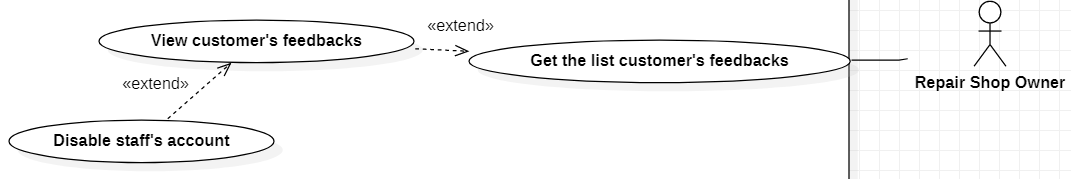 «extend»
View customer's feedbacks
Get the list customer's feedbacks
«extend»
Repair Shop Owner
Disable staff's account